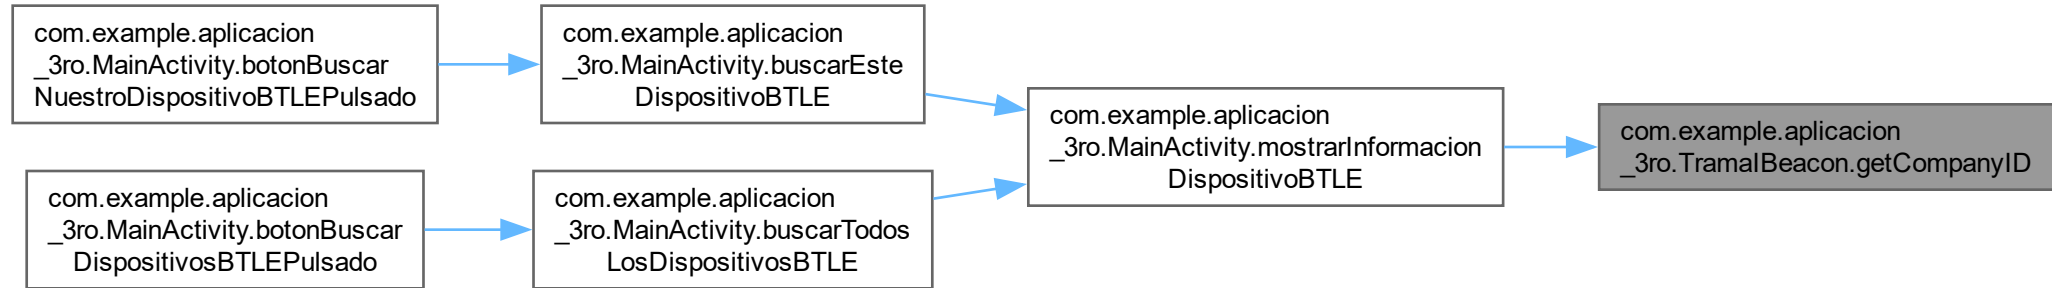 com.example.aplicacion
_3ro.MainActivity.botonBuscar
NuestroDispositivoBTLEPulsado
com.example.aplicacion
_3ro.MainActivity.buscarEste
DispositivoBTLE
com.example.aplicacion
_3ro.MainActivity.mostrarInformacion
DispositivoBTLE
com.example.aplicacion
_3ro.TramaIBeacon.getCompanyID
com.example.aplicacion
_3ro.MainActivity.botonBuscar
DispositivosBTLEPulsado
com.example.aplicacion
_3ro.MainActivity.buscarTodos
LosDispositivosBTLE